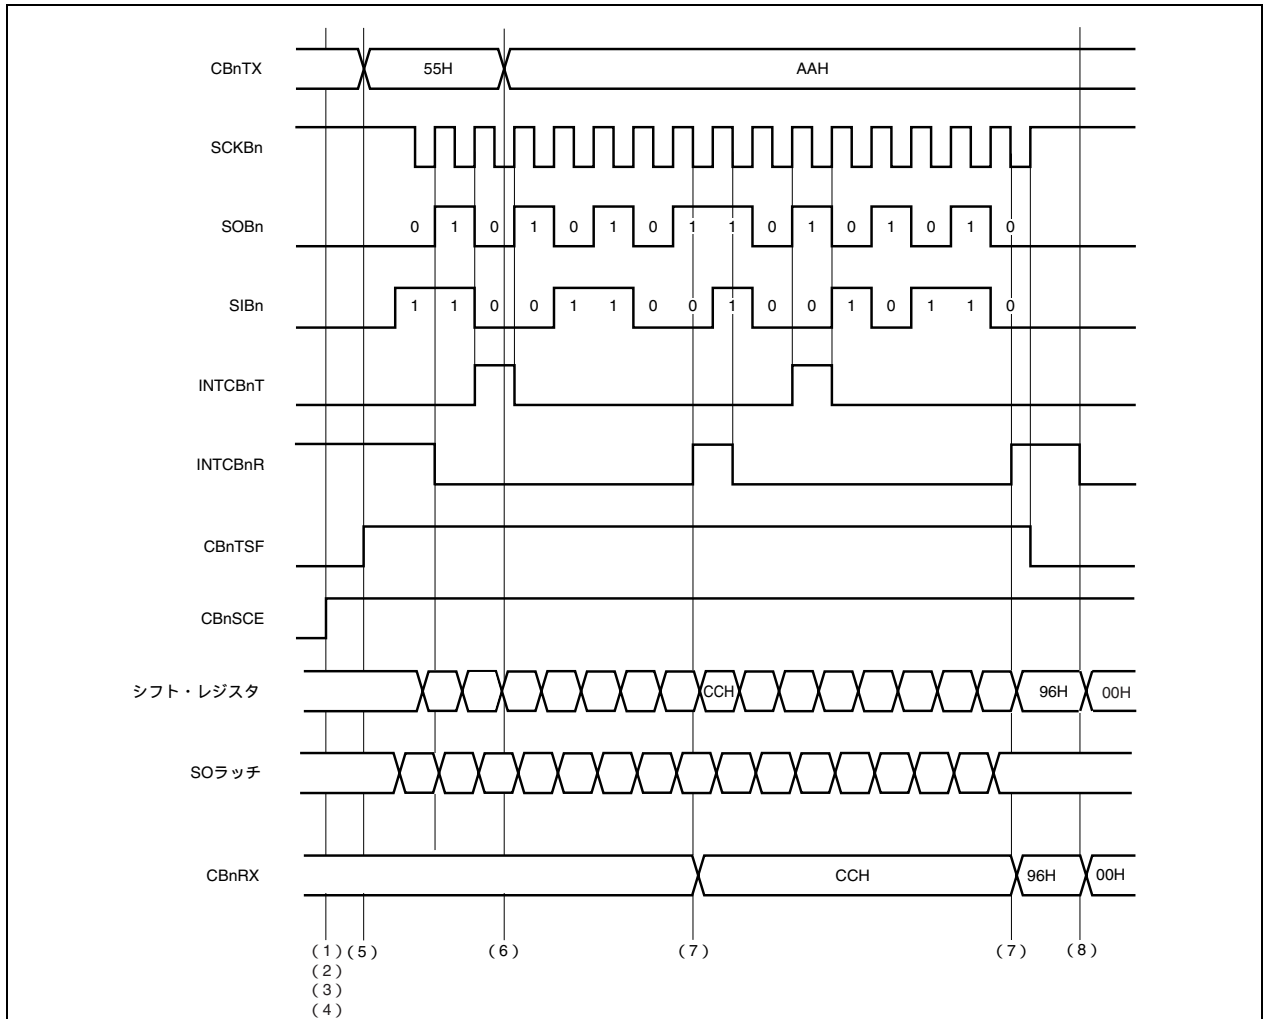 CBnTX 55H AAH
SCKBn
SOBn 0 1 0 1 0 1 0 1 1 0 1 0 1 0 1 0
SIBn 1 1 0 0 1 1 0 0 1 0 0 1 0 1 1 0
INTCBnT
INTCBnR
CBnTSF
CBnSCE
シフト・レジスタ CCH 96H 00H
SOラッチ
CBnRX CCH 96H 00H
(1) (5) (6) (7) (7) (8)
(2)
(3)
(4)